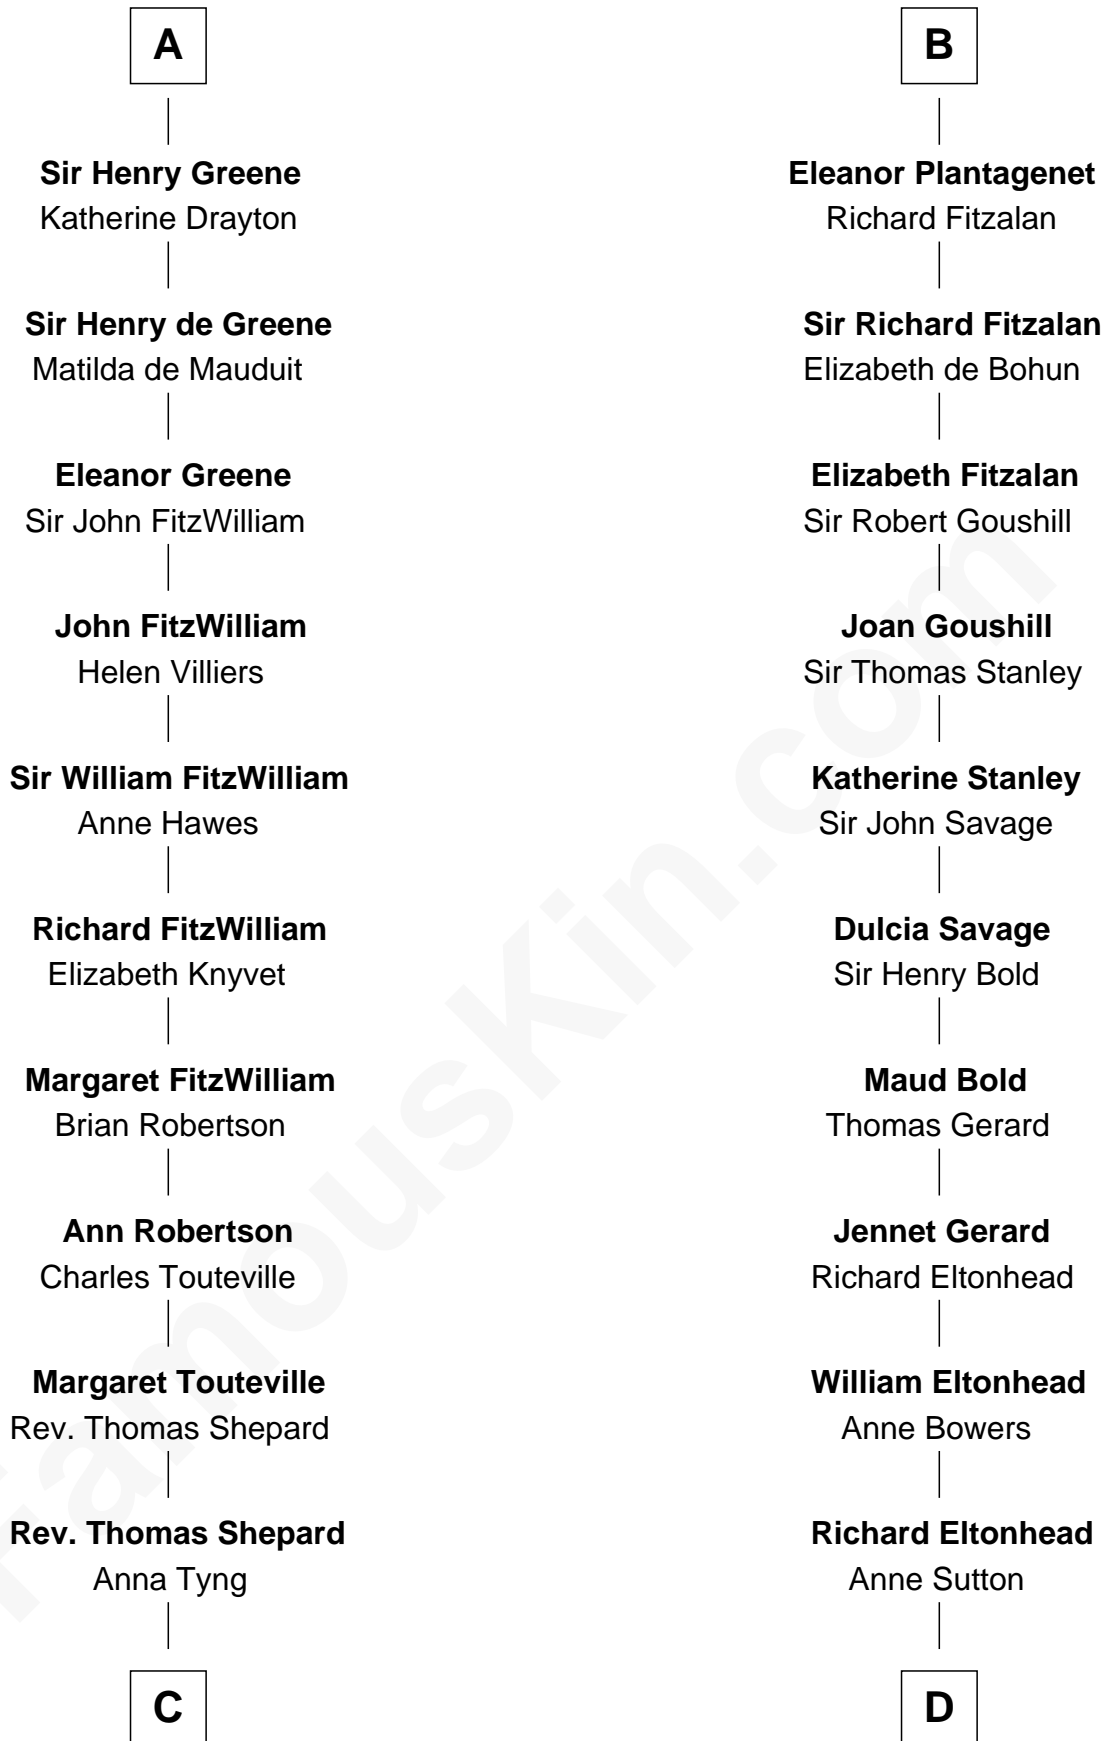 A
Sir Henry Greene
Katherine Drayton
Sir Henry de Greene
Matilda de Mauduit
Eleanor Greene
Sir John FitzWilliam
John FitzWilliam
Helen Villiers
Sir William FitzWilliam
Anne Hawes
Richard FitzWilliam
Elizabeth Knyvet
Margaret FitzWilliam
Brian Robertson
Ann Robertson
Charles Touteville
Margaret Touteville
Rev. Thomas Shepard
Rev. Thomas Shepard
Anna Tyng
C
B
Eleanor Plantagenet
Richard Fitzalan
Sir Richard Fitzalan
Elizabeth de Bohun
Elizabeth Fitzalan
Sir Robert Goushill
Joan Goushill
Sir Thomas Stanley
Katherine Stanley
Sir John Savage
Dulcia Savage
Sir Henry Bold
Maud Bold
Thomas Gerard
Jennet Gerard
Richard Eltonhead
William Eltonhead
Anne Bowers
Richard Eltonhead
Anne Sutton
D
FamousKin.com